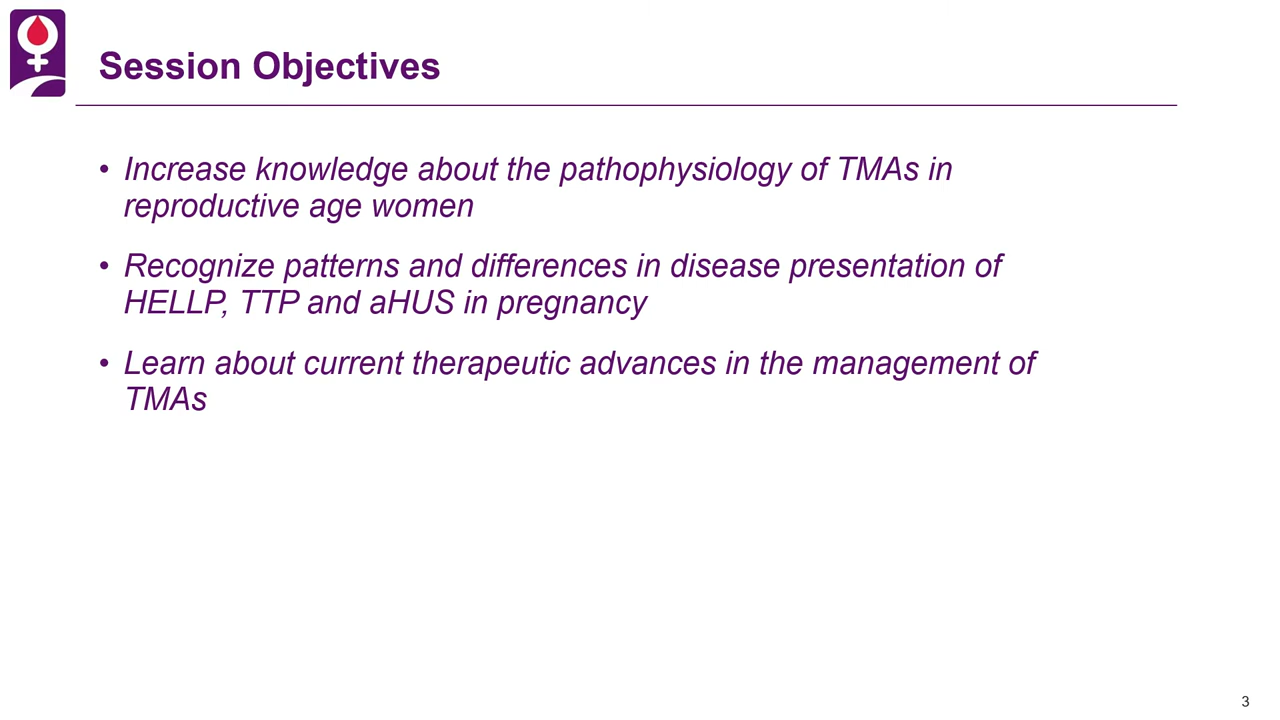 Session Objectives
• Increase knowledge about the pathophysiology of TMAs in
reproductive age women
• Recognize patterns and differences in disease presentation of
HELLP, TTP and aHUS in pregnancy
• Learn about current therapeutic advances in the management of
TMAs
3